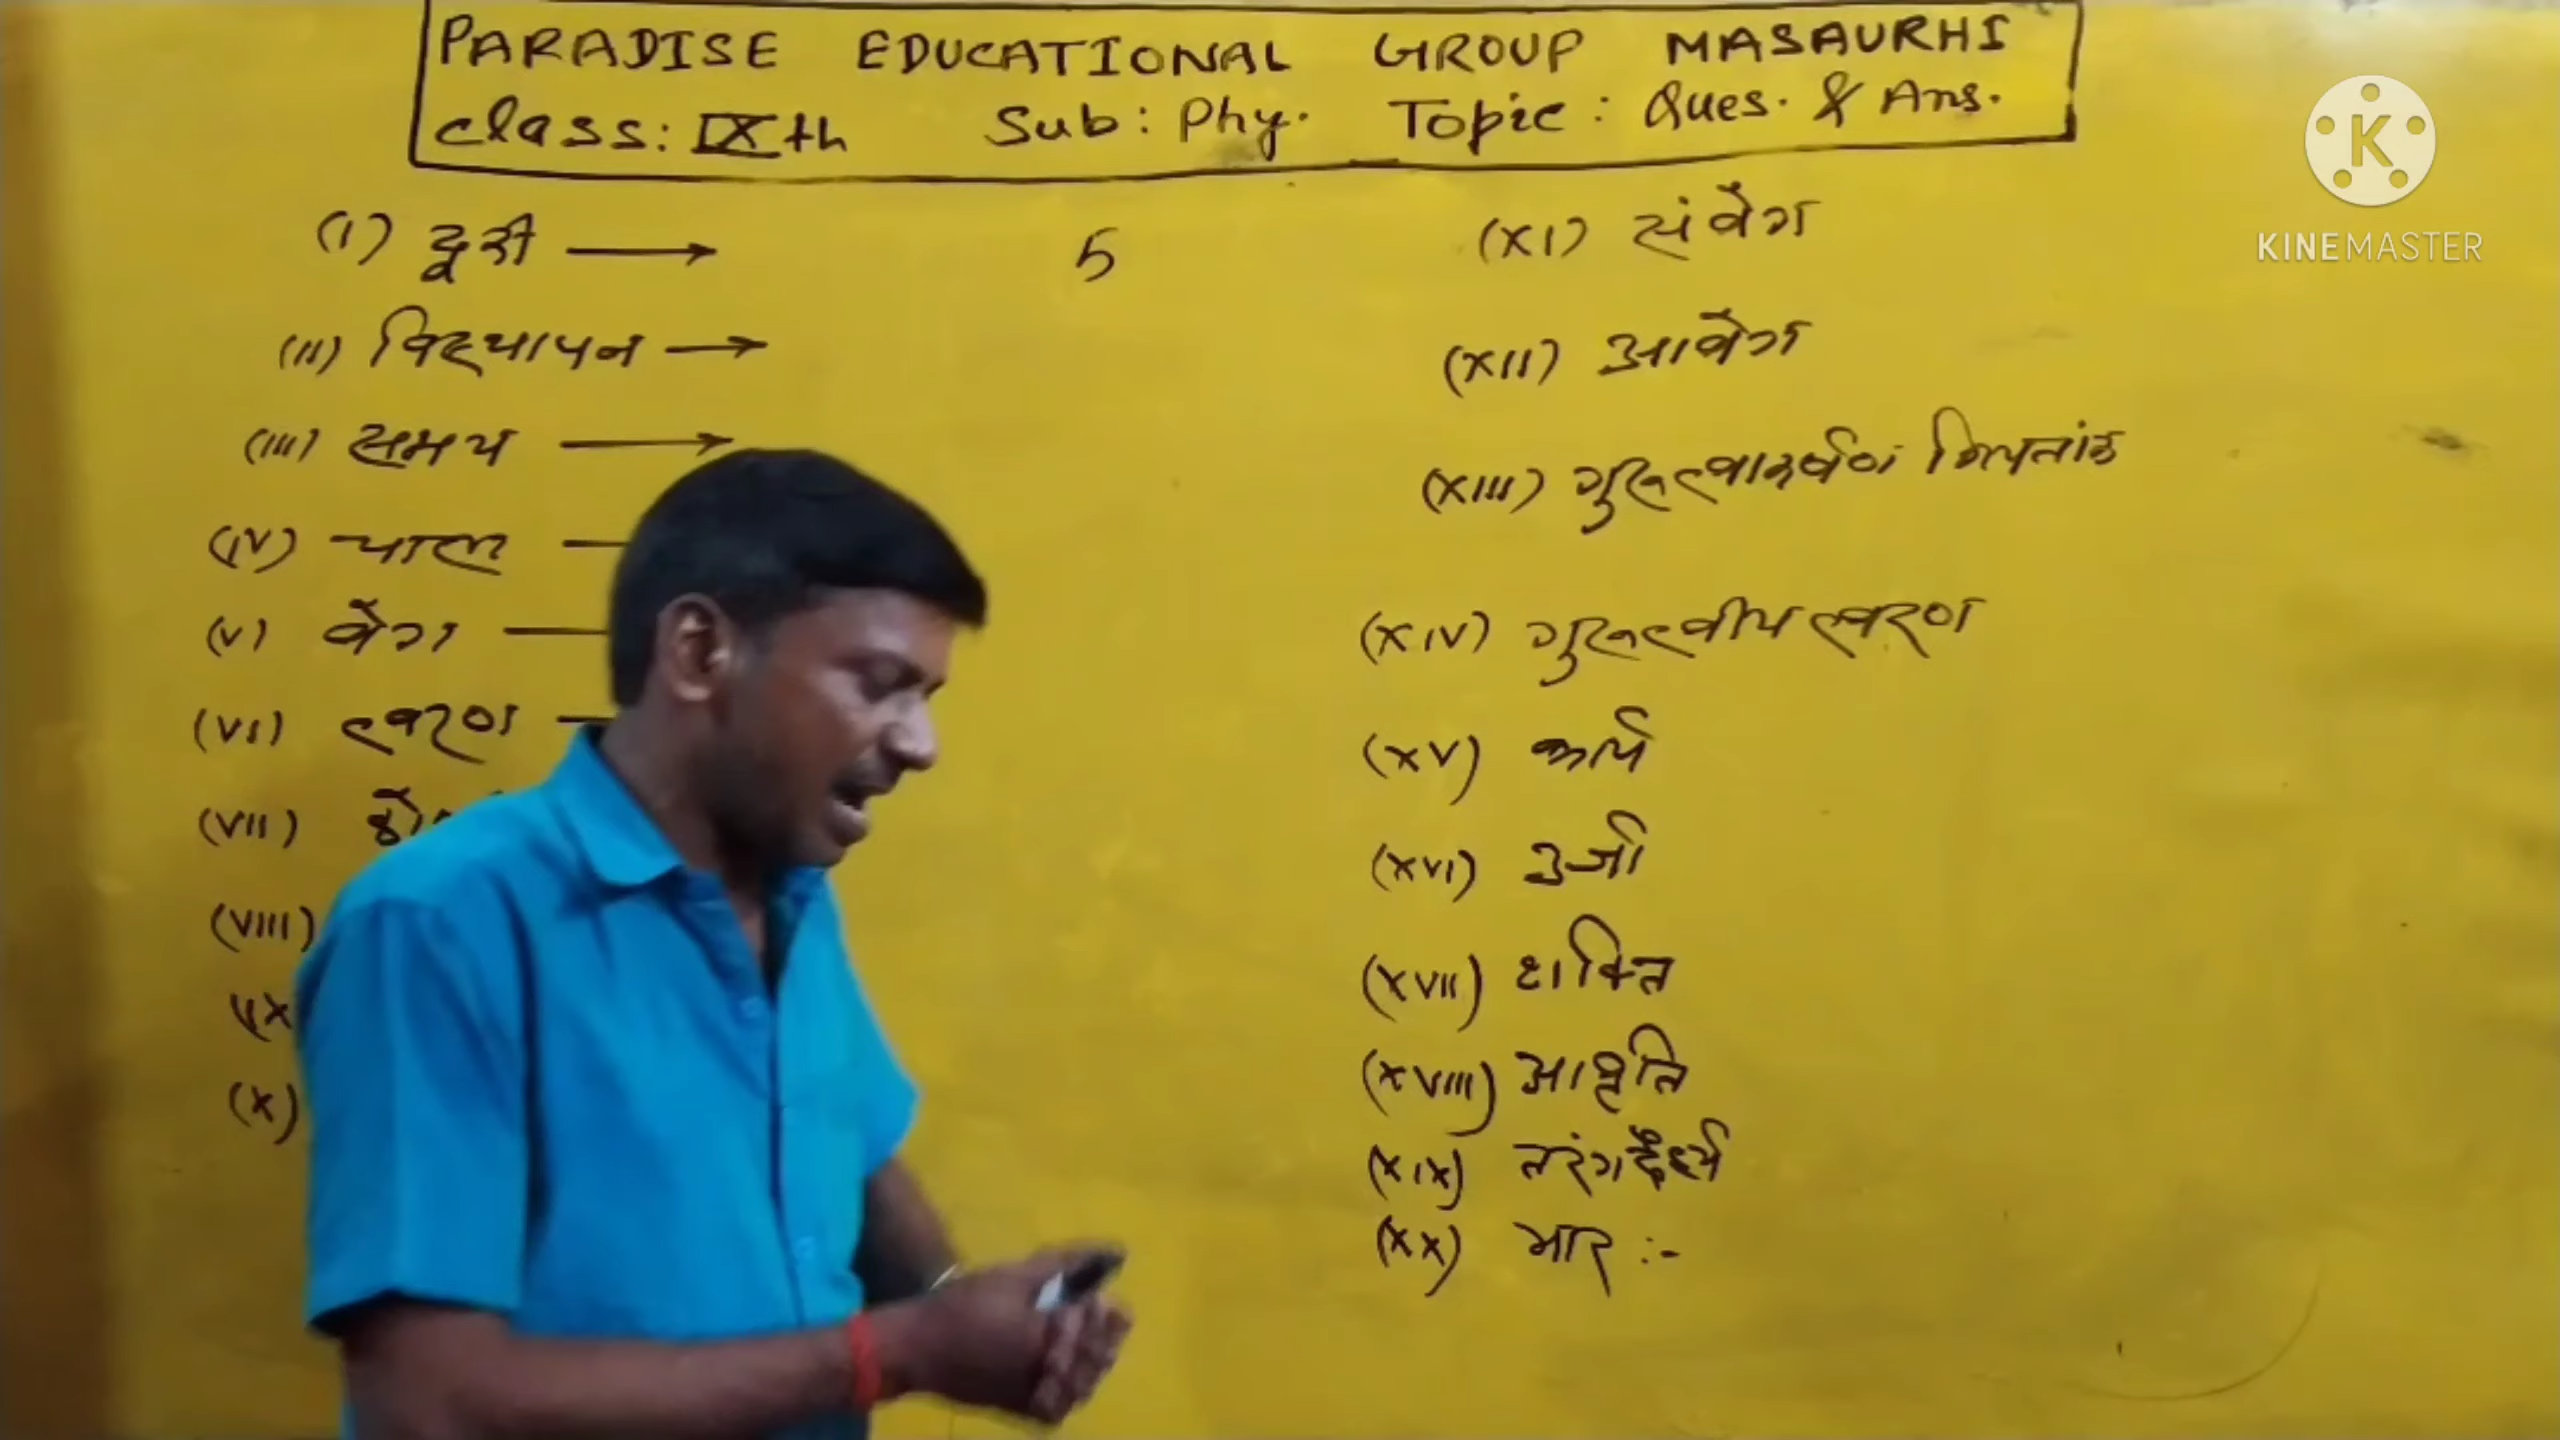 PARADISE EDUCATIONAL GROUP MASAURHI
class: IXth Sub: Phy. Topic: Ques. & Ans.
(I) दूरी → 5
(II) विस्थापन →
(III) समय →
(IV) चाल —
(V) वेग —
(VI) त्वरण —
(VII)
(VIII)
(IX
(X)
(XI) संवेग
(XII) आवेग
(XIII) गुरुत्वाकर्षण नियतांक
(XIV) गुरुत्वीय त्वरण
(XV) कार्य
(XVI) उर्जा
(XVII) शक्ति
(XVIII) आवृति
(XIX) तरंगदैर्ध्य
(XX) भार :-
K
KINEMASTER